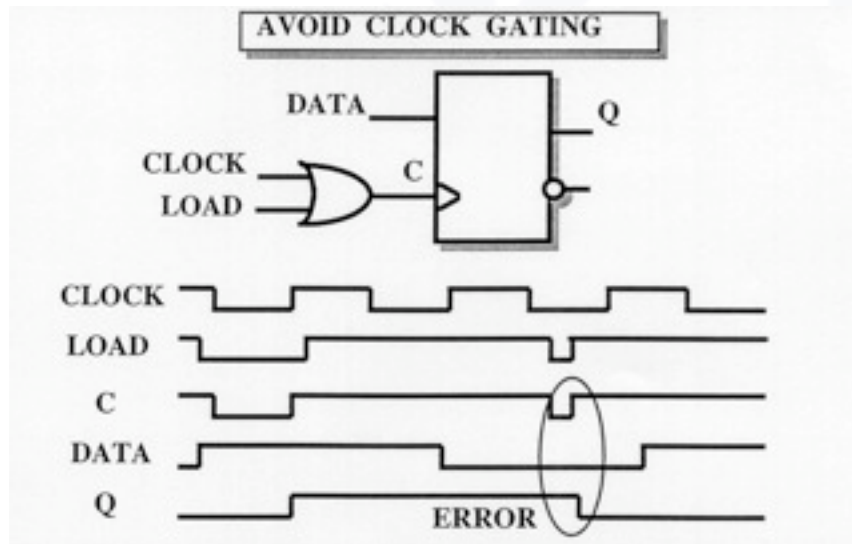 AVOID CLOCK GATING
DATA
Q
CLOCK
C
LOAD
CLOCK
LOAD
C
DATA
Q
ERROR